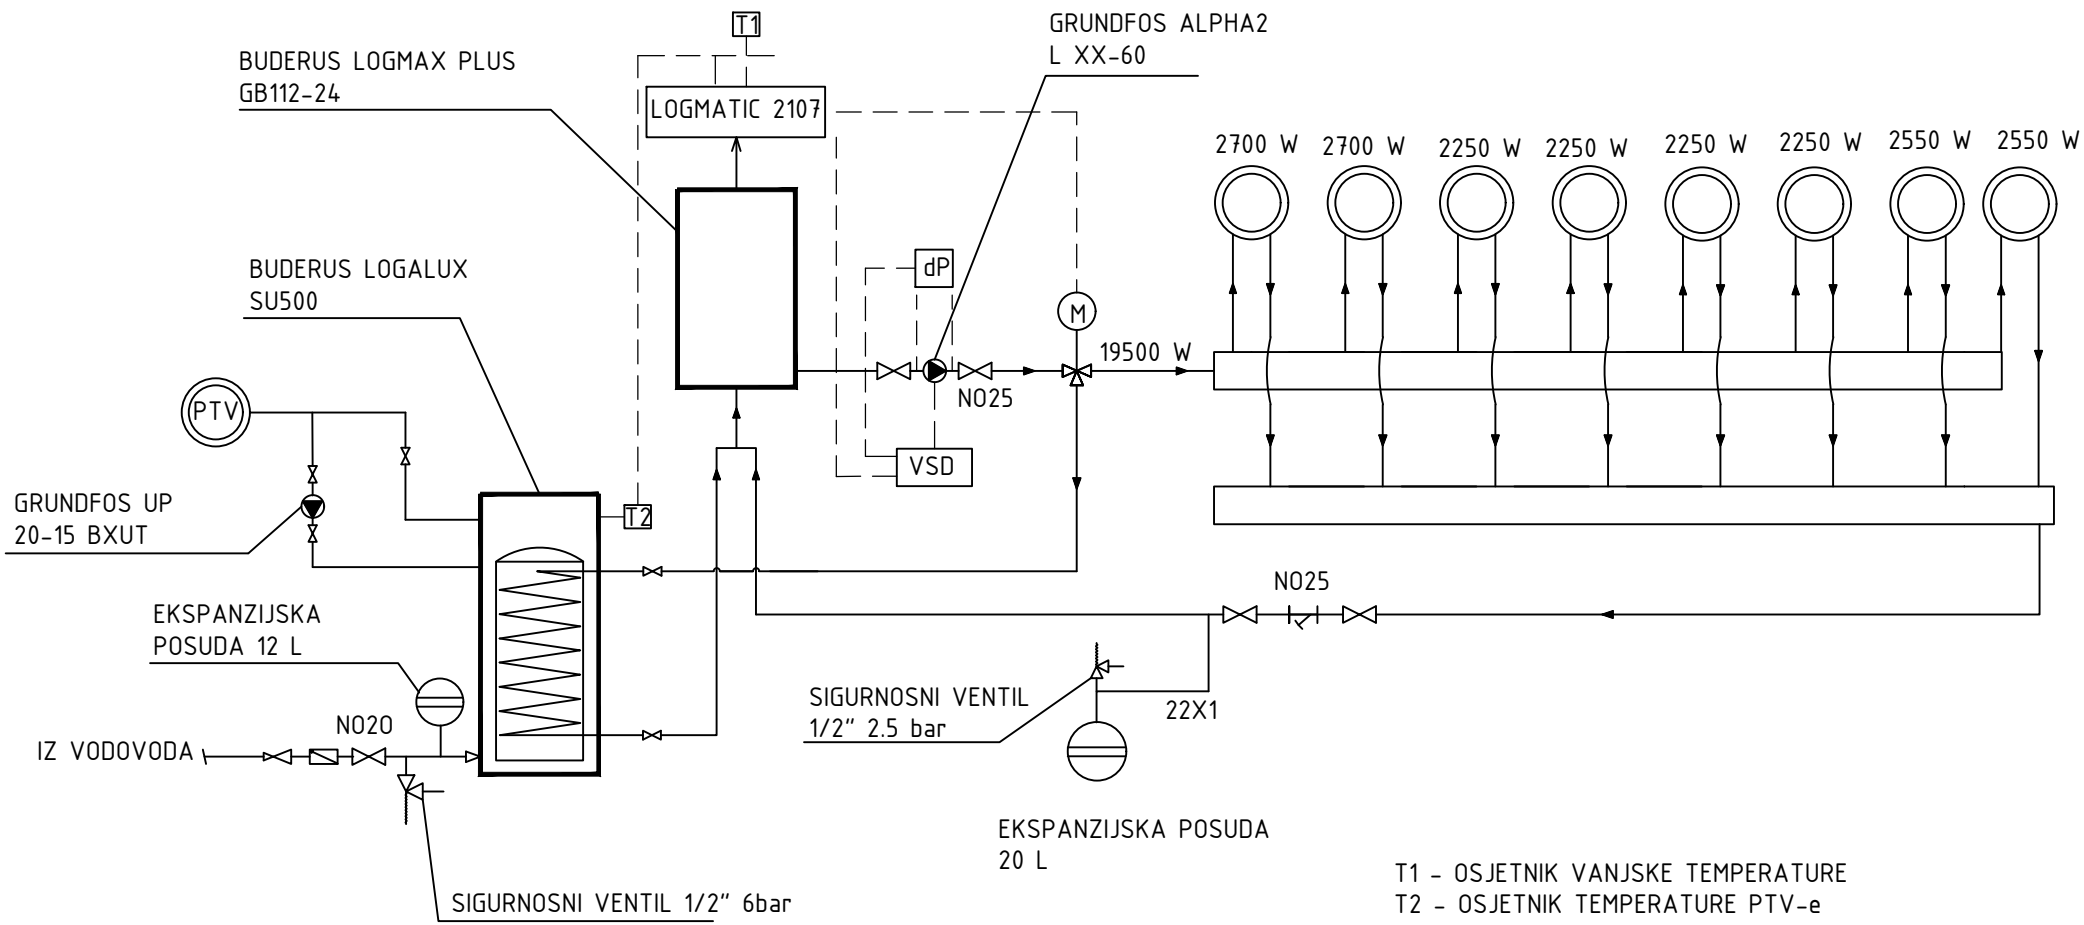 T1
GRUNDFOS ALPHA2
L XX-60
BUDERUS LOGMAX PLUS
GB112-24
LOGMATIC 2107
2700 W
2700 W
2250 W
2250 W
2250 W
2250 W
2550 W
2550 W
BUDERUS LOGALUX
SU500
dP
M
19500 W
NO25
PTV
VSD
GRUNDFOS UP
20-15 BXUT
T2
NO25
EKSPANZIJSKA
POSUDA 12 L
NO20
IZ VODOVODA
SIGURNOSNI VENTIL
1/2" 2.5 bar
22X1
EKSPANZIJSKA POSUDA
20 L
SIGURNOSNI VENTIL 1/2" 6bar
T1 - OSJETNIK VANJSKE TEMPERATURE
T2 - OSJETNIK TEMPERATURE PTV-e